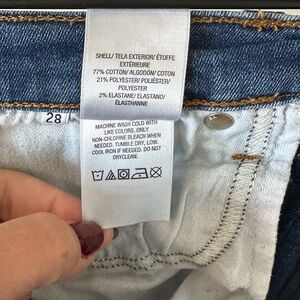 SHELL/ TELA EXTERIOR/ ÉTOFFE
EXTÉRIEURE
77% COTTON/ ALGODÓN/ COTON
21% POLYESTER/ POLIÉSTER/
POLYESTER
2% ELASTANE/ ELASTANO/
ÉLASTHANNE
28
MACHINE WASH COLD WITH
LIKE COLORS, ONLY
NON-CHLORINE BLEACH WHEN
NEEDED. TUMBLE DRY, LOW.
COOL IRON IF NEEDED. DO NOT
DRYCLEAN.